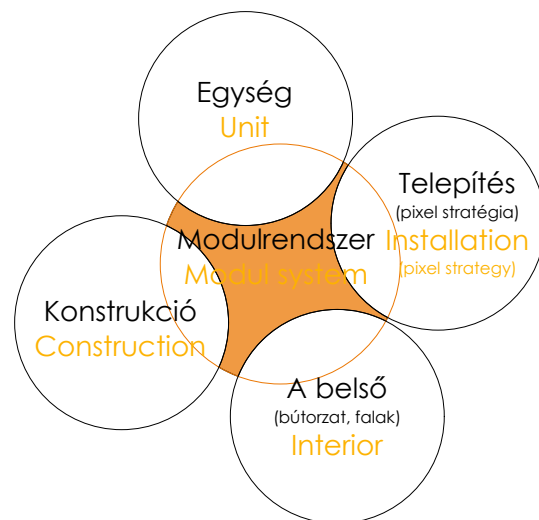 Egység
Unit
Telepítés
(pixel stratégia)
Installation
(pixel strategy)
Modulrendszer
Modul system
Konstrukció
Construction
A belső
(bútorzat, falak)
Interior